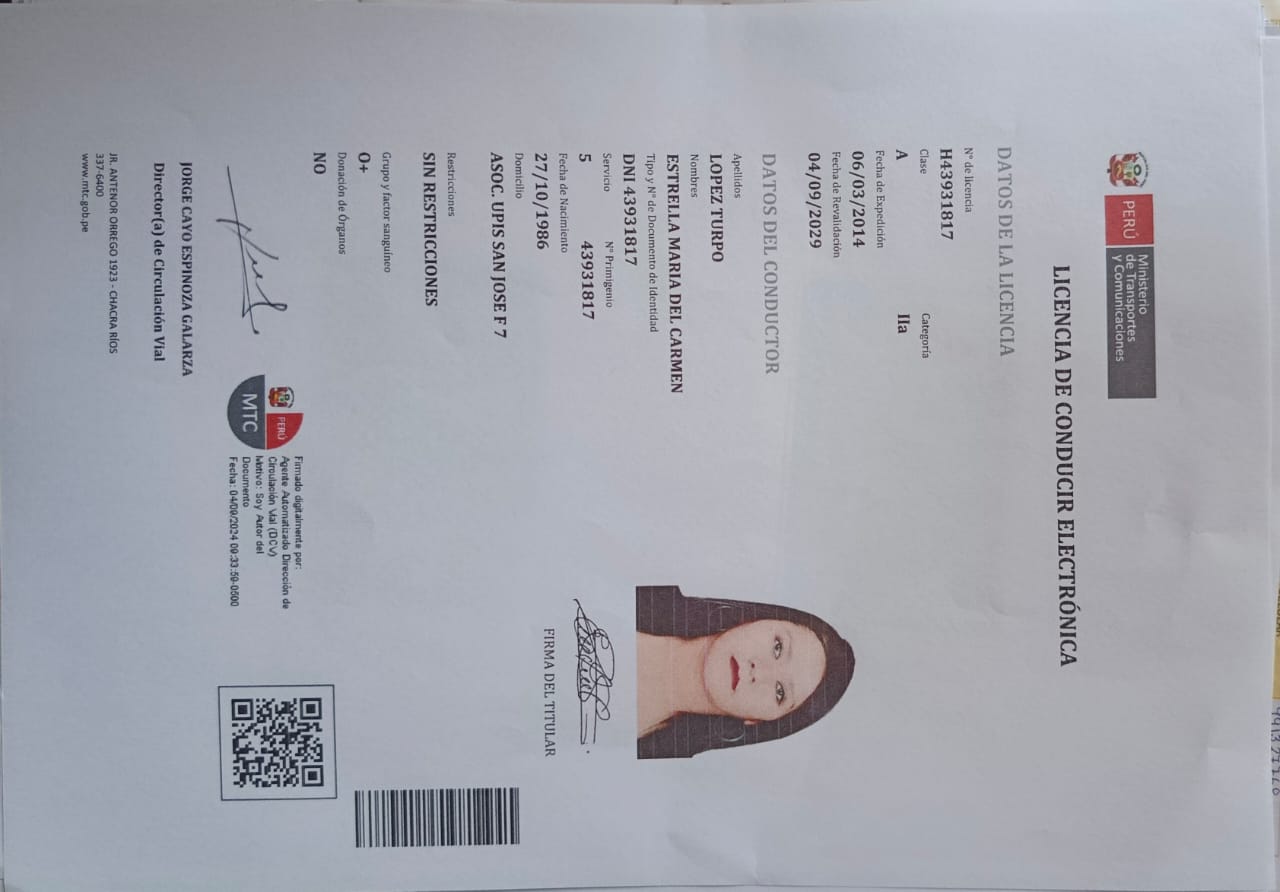 PERÚ
Ministerio
de Transportes
y Comunicaciones
LICENCIA DE CONDUCIR ELECTRÓNICA
DATOS DE LA LICENCIA
N° de licencia
H43931817
Clase Categoría
A IIa
Fecha de Expedición
06/03/2014
Fecha de Revalidación
04/09/2029
DATOS DEL CONDUCTOR
Apellidos
LOPEZ TURPO
Nombres
ESTRELLA MARIA DEL CARMEN
Tipo y N° de Documento de Identidad
DNI 43931817
Servicio N° Primigenio
5 43931817
Fecha de Nacimiento
27/10/1986
Domicilio
ASOC. UPIS SAN JOSE F 7
FIRMA DEL TITULAR
Restricciones
SIN RESTRICCIONES
Grupo y factor sanguíneo
O+
Donación de Órganos
NO
PERÚ
MTC
Firmado digitalmente por:
Agente Automatizado Dirección de
Circulación Vial (DCV)
Motivo: Soy Autor del
Documento
Fecha: 04/09/2024 09:33:59-0500
JORGE CAYO ESPINOZA GALARZA
Director(a) de Circulación Vial
JR. ANTENOR ORREGO 1923 - CHACRA RÍOS
337-6400
www.mtc-gob.pe